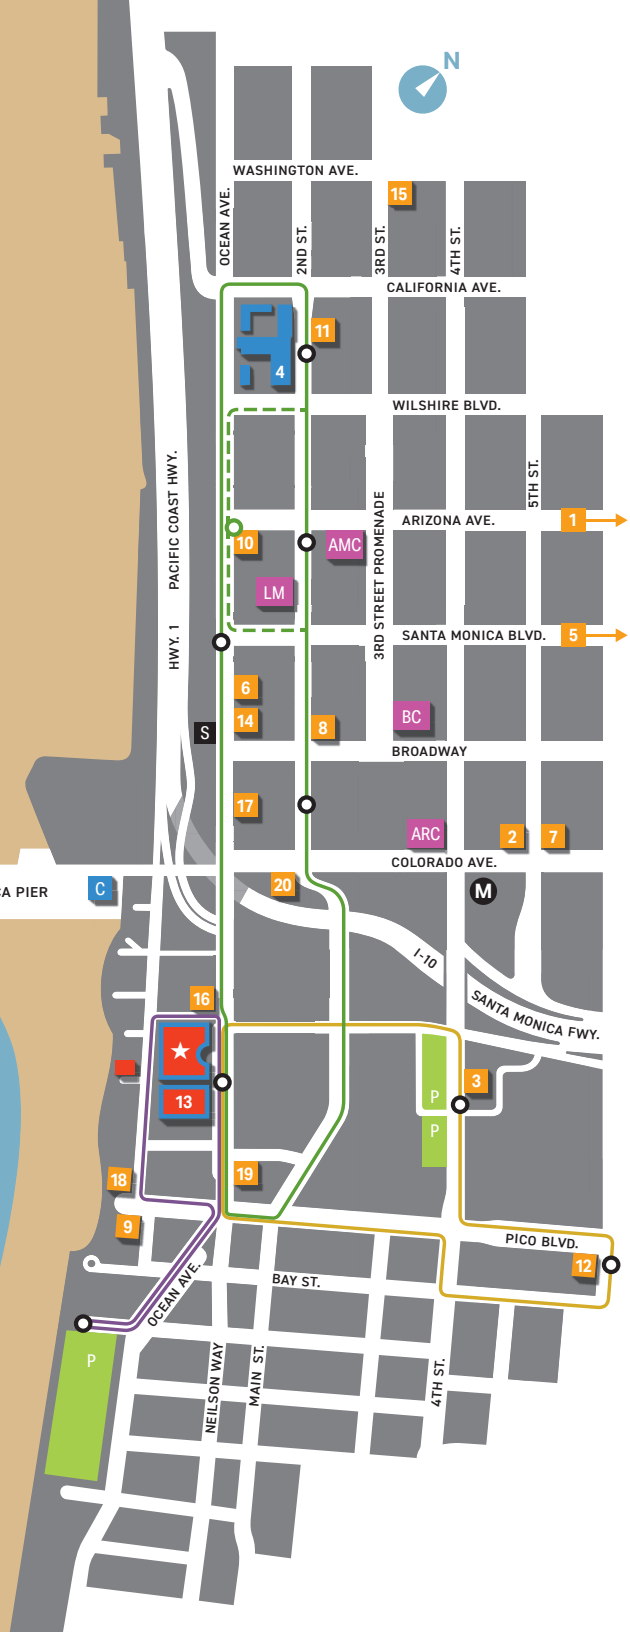 N
WASHINGTON AVE.
15
OCEAN AVE.
2ND ST.
3RD ST.
4TH ST.
CALIFORNIA AVE.
11
4
WILSHIRE BLVD.
PACIFIC COAST HWY.
5TH ST.
3RD STREET PROMENADE
ARIZONA AVE.
1
10
AMC
LM
HWY. 1
SANTA MONICA BLVD.
5
6
14
8
BC
S
BROADWAY
17
ARC
2
7
COLORADO AVE.
CA PIER
C
20
M
I-10
SANTA MONICA FWY.
16
3
P
13
P
18
19
9
PICO BLVD.
12
OCEAN AVE.
BAY ST.
P
NEILSON WAY
MAIN ST.
4TH ST.